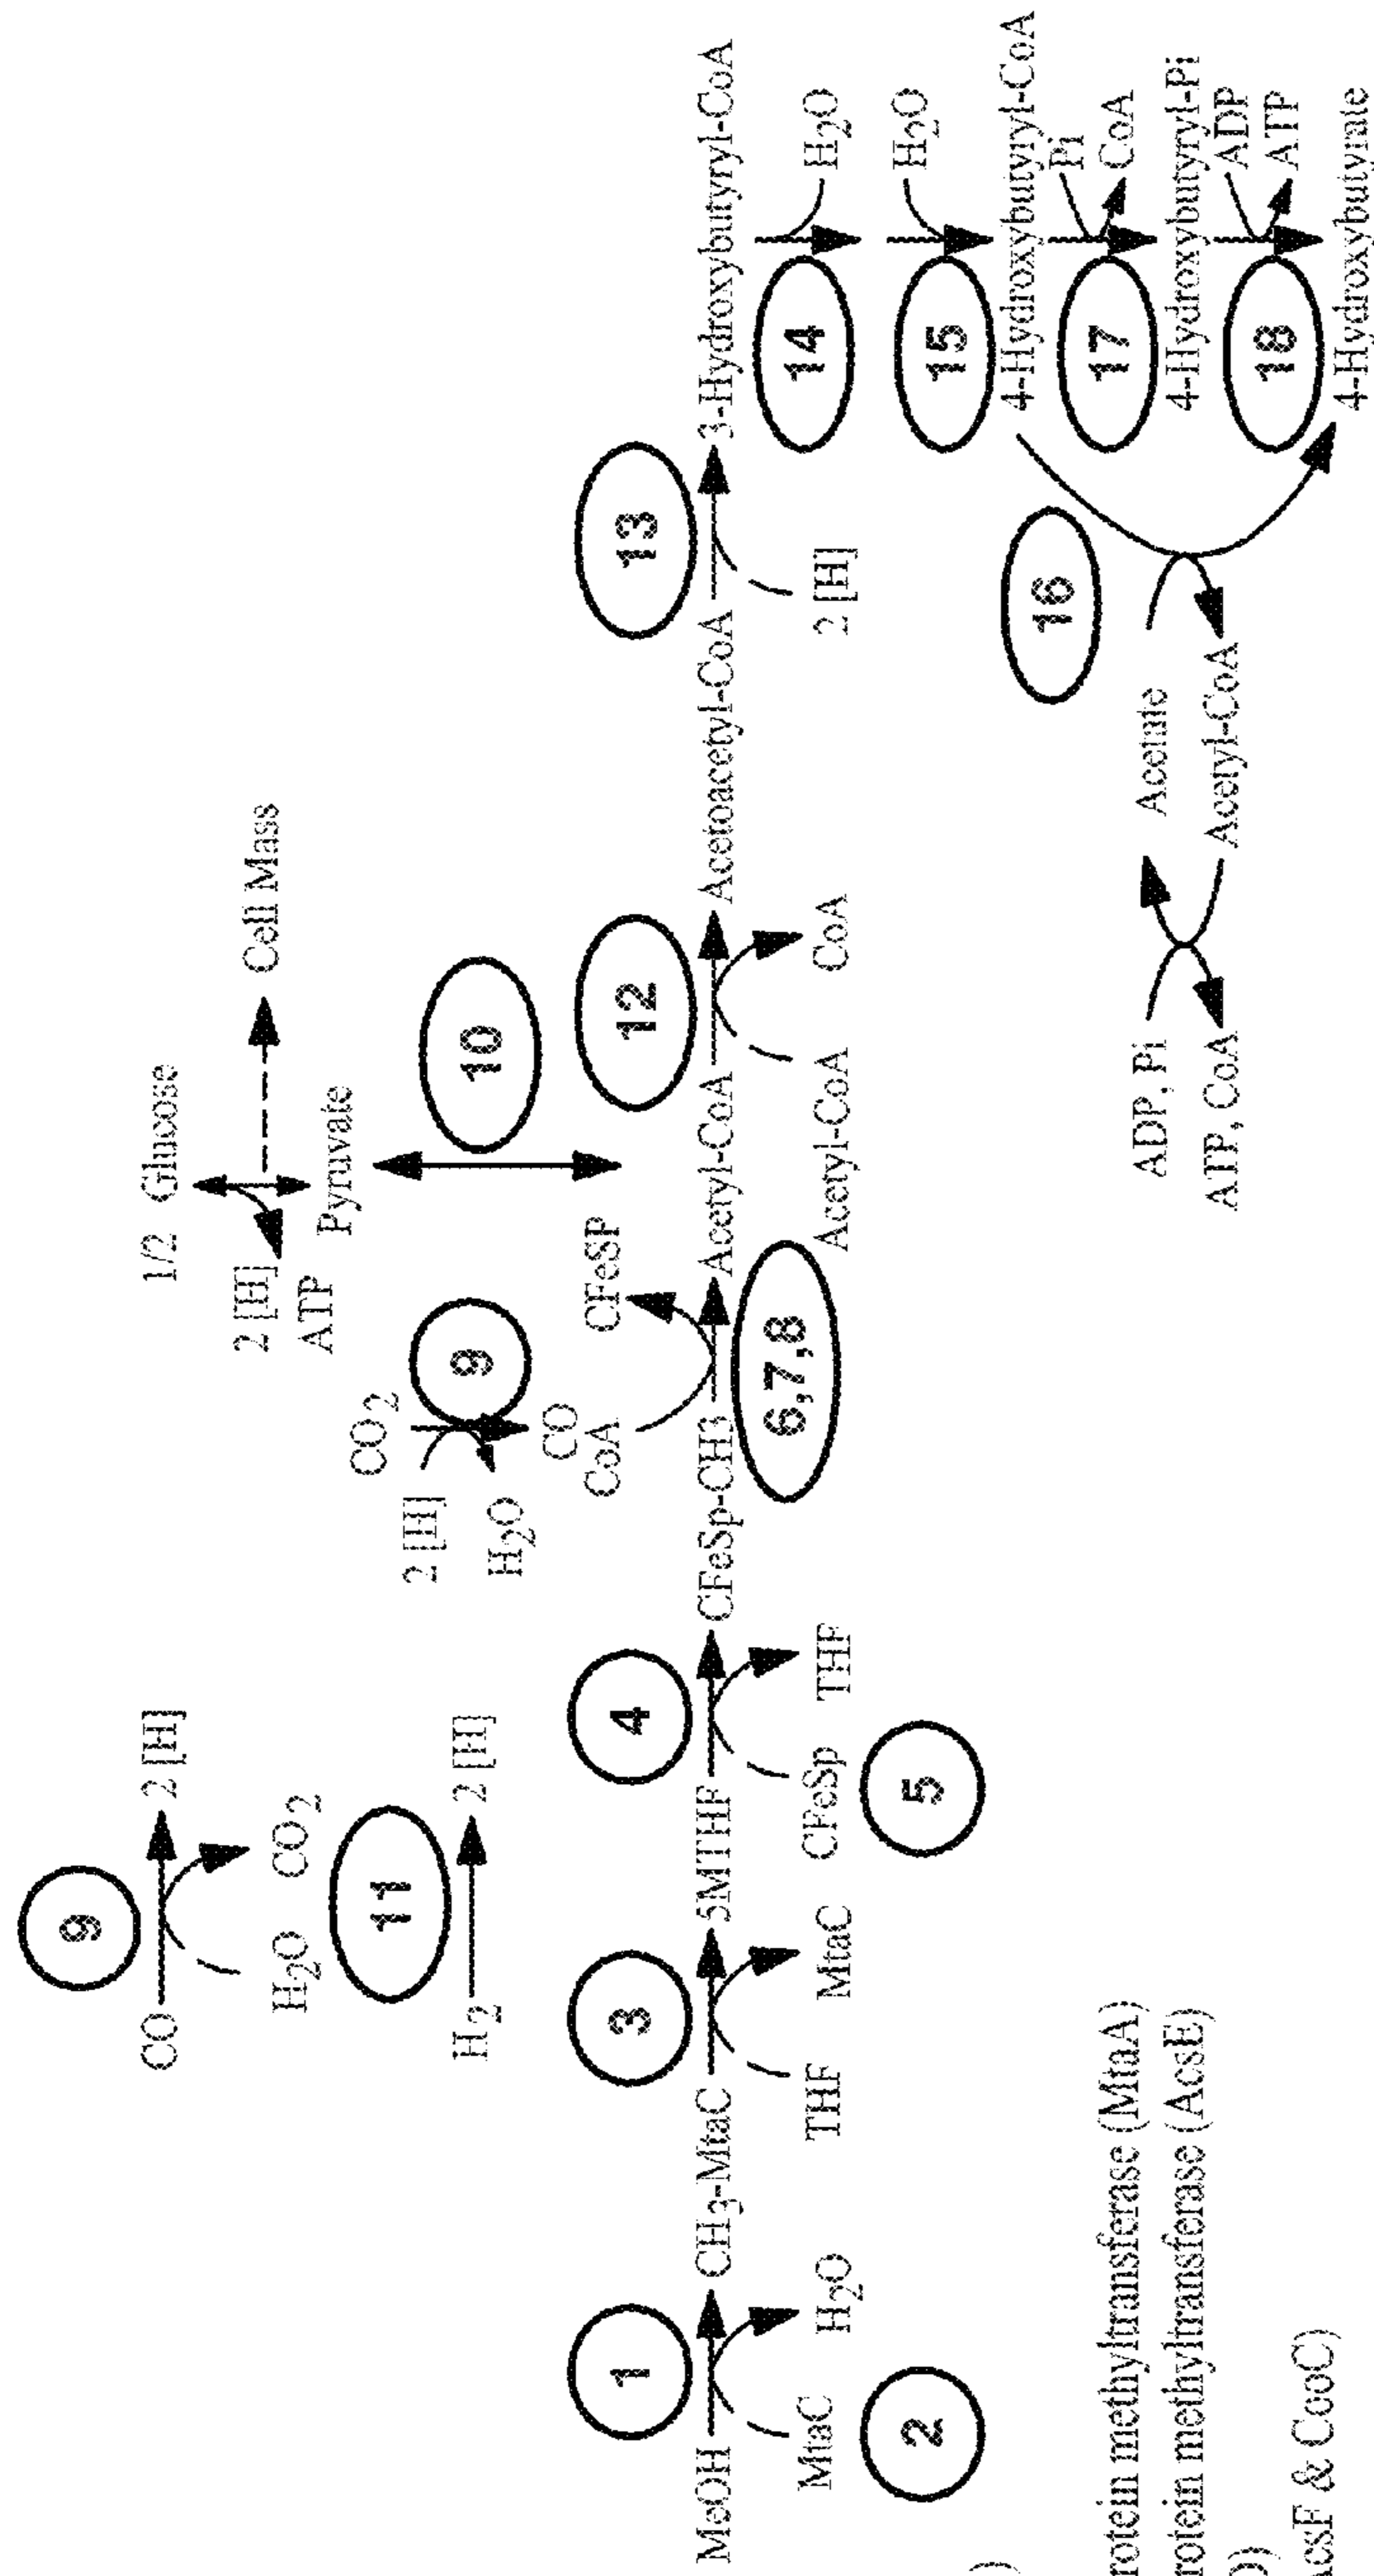 9
CO
2 [H]
H2O
CO2
11
H2
2 [H]
1/2 Glucose
2 [H]
ATP
Cell Mass
Pyruvate
CO2
9
2 [H]
H2O
CO
CoA
CFeSP
10
1
3
4
12
13
MeOH
CH3-MtaC
5MTHF
CFeSp-CH3
Acetyl-CoA
Acetoacetyl-CoA
3-Hydroxybutyryl-CoA
MtaC
H2O
THF
MtaC
CFeSp
THF
6,7,8
Acetyl-CoA
CoA
2 [H]
2
5
14
H2O
15
H2O
4-Hydroxybutyryl-CoA
16
17
Pi
CoA
4-Hydroxybutyryl-Pi
18
ADP
ATP
4-Hydroxybutyrate
ADP, Pi
Acetate
ATP, CoA
Acetyl-CoA
)
methyltransferase (MtaA)
methyltransferase (AcsE)
& CooC)